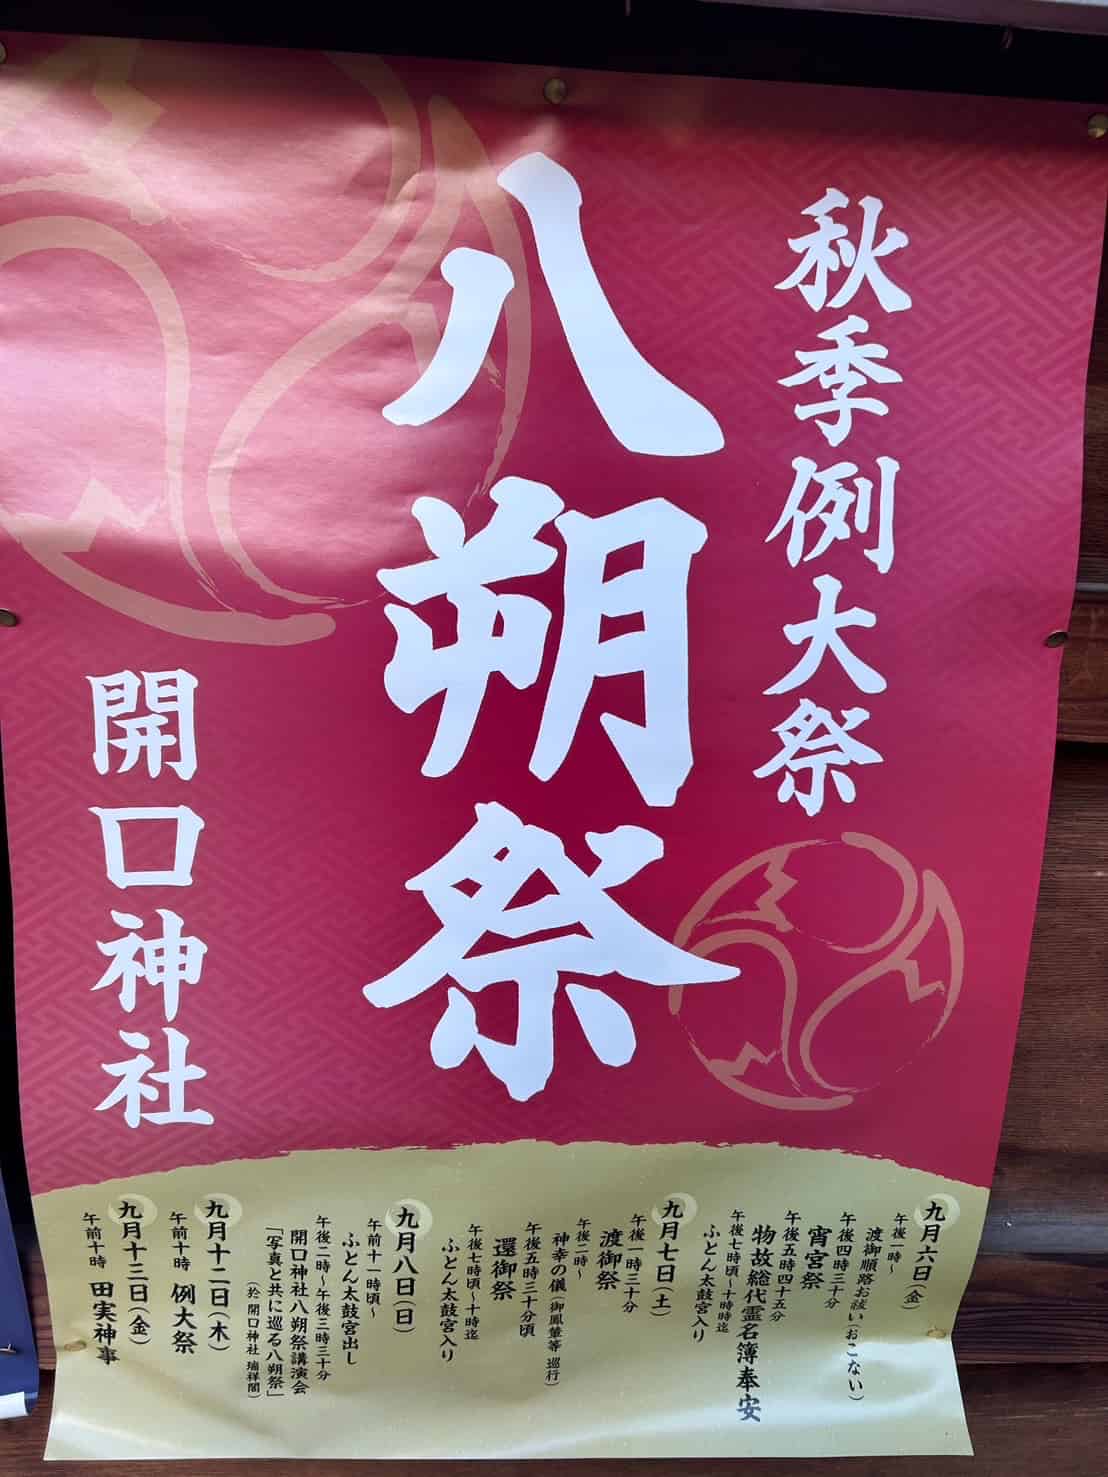 秋季例大祭
八朔祭
開口神社
九月六日(金)
午後一時~
渡御順路お祓い(おこない)
午後四時三十分
宵宮祭
午後五時四十五分
物故総代霊名簿奉安
午後七時頃~十時迄
ふとん太鼓宮入り
九月七日(土)
午後一時三十分
渡御祭
午後二時~
神幸の儀(御鳳輦等 巡行)
午後五時三十分頃
還御祭
午後七時頃~十時迄
ふとん太鼓宮入り
九月八日(日)
午前十一時頃~
ふとん太鼓宮出し
午後二時~午後三時三十分
開口神社八朔祭講演会
「写真と共に巡る八朔祭」
(於 開口神社 瑞祥閣)
九月十二日(木)
午前十時 例大祭
九月十三日(金)
午前十時 田実神事